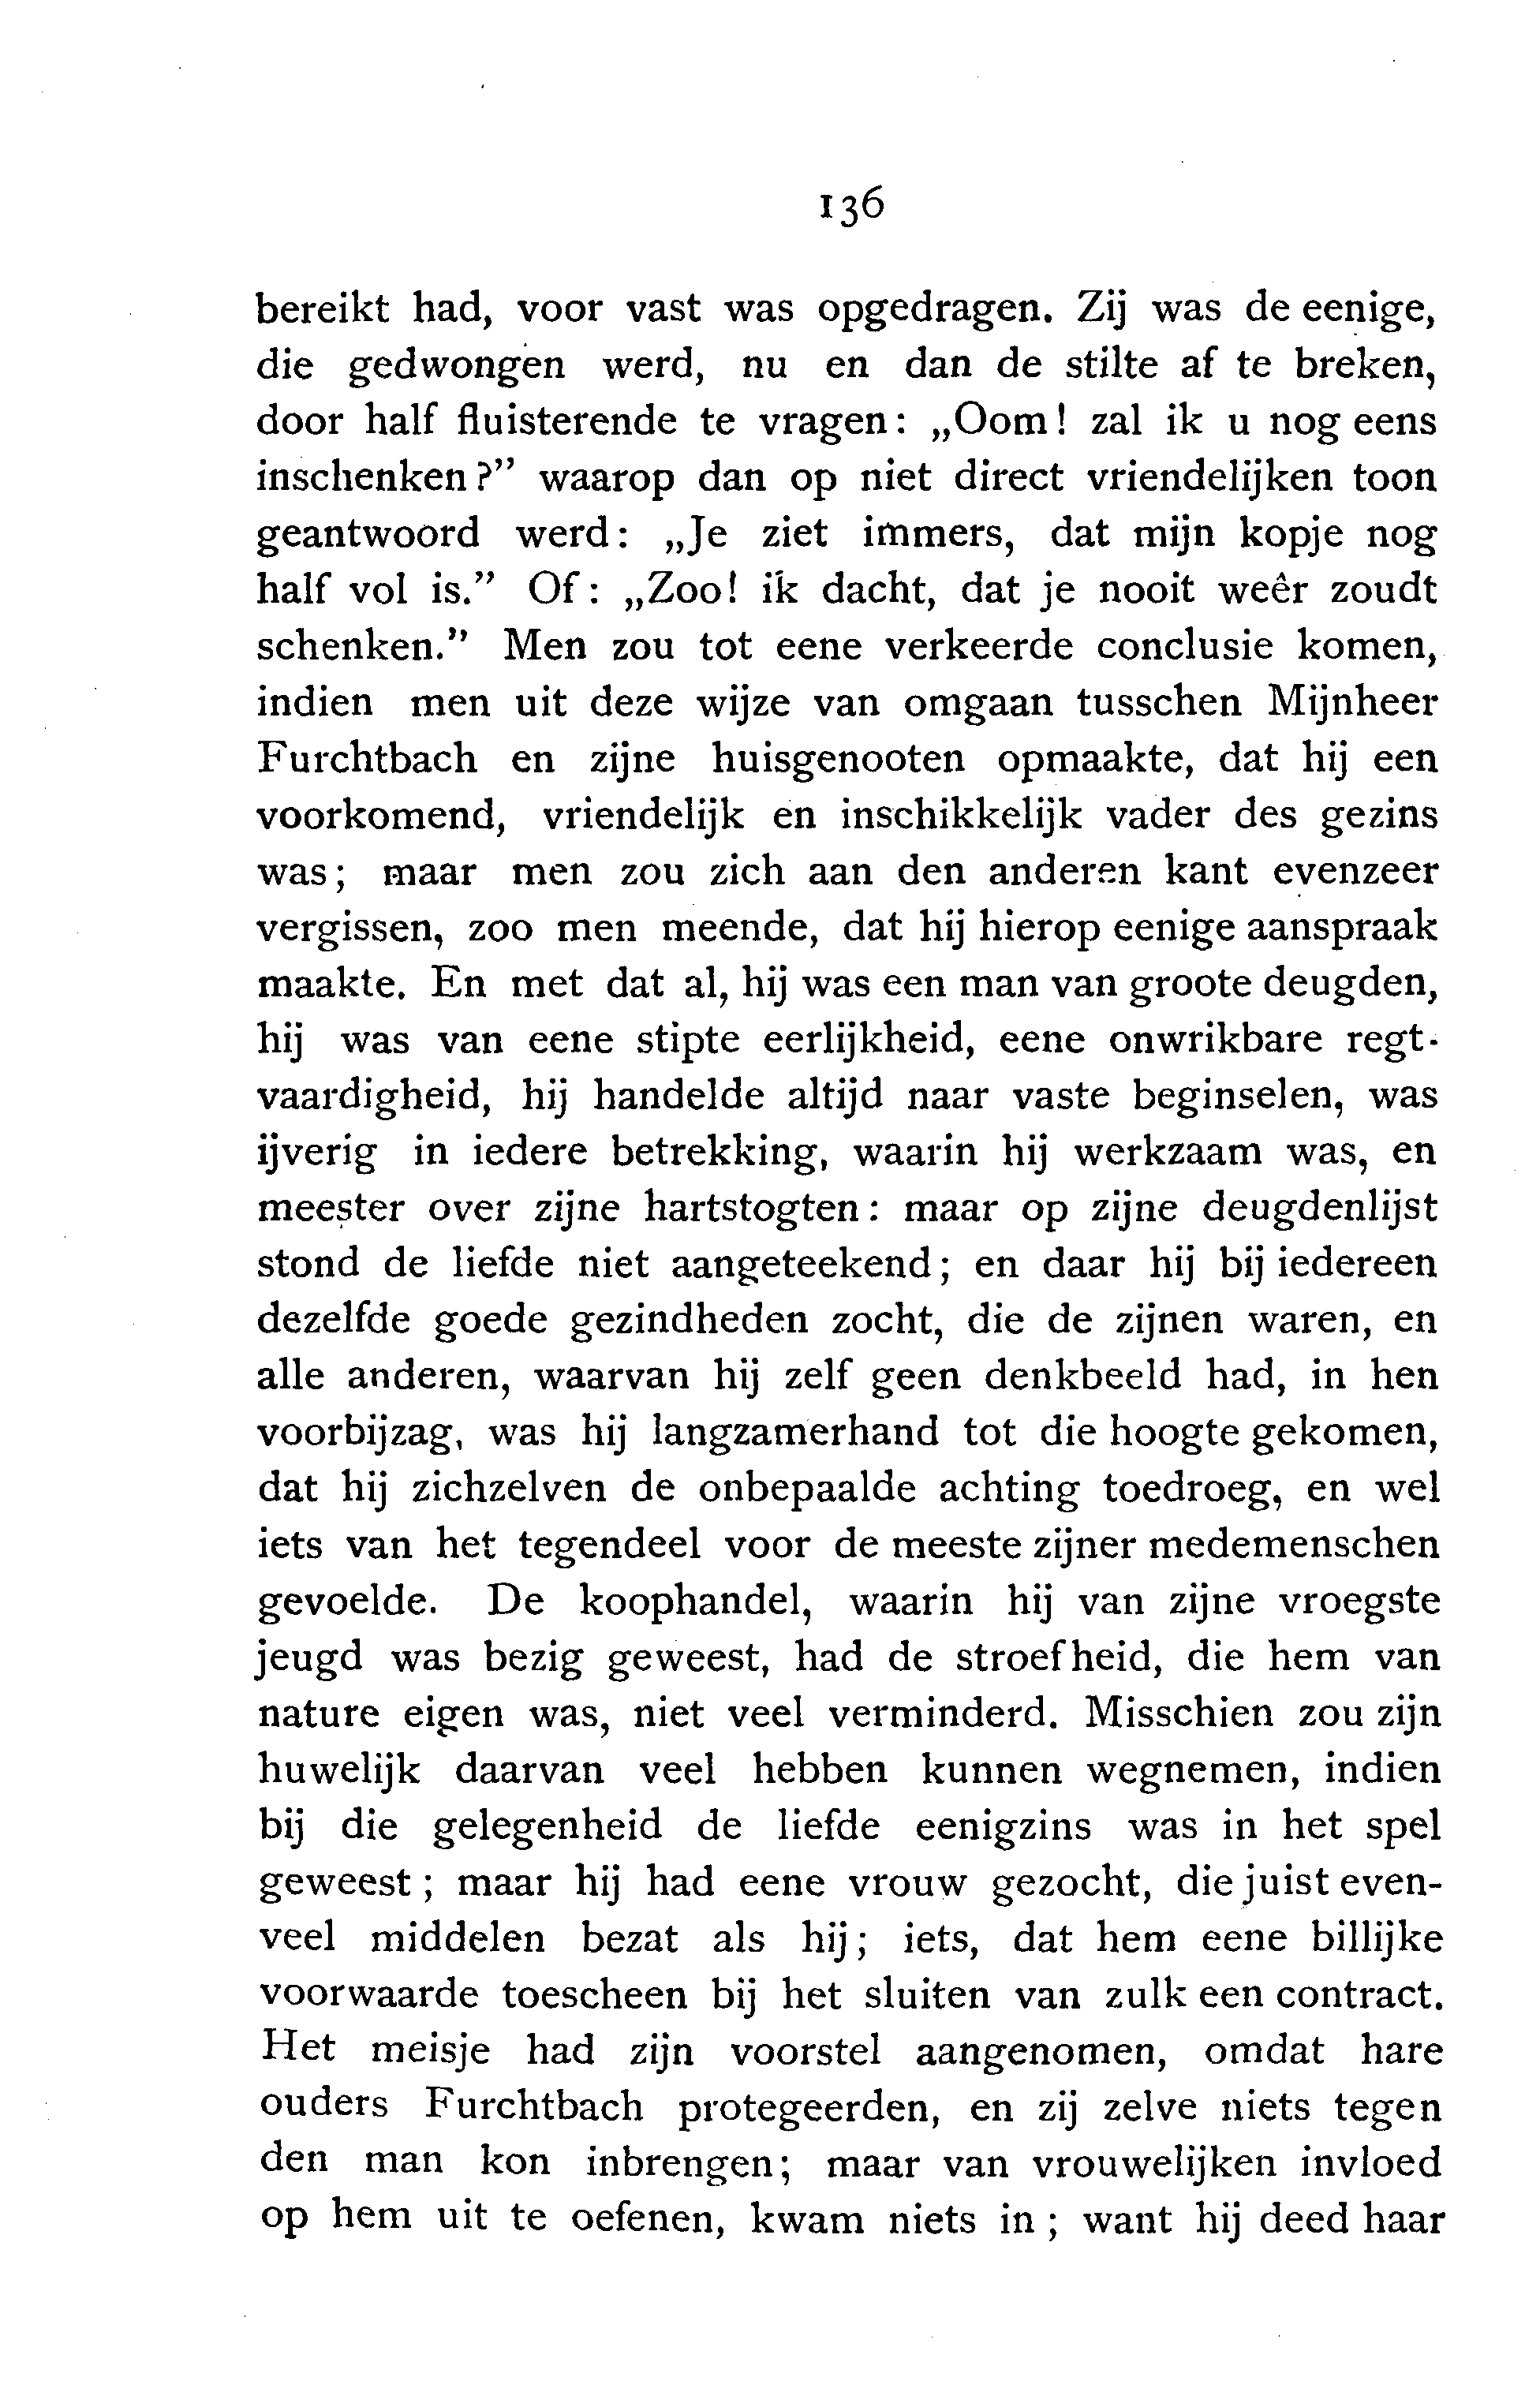 136
bereikt had, voor vast was opgedragen. Zij was de eenige,
die gedwongen werd, nu en dan de stilte af te breken,
door half fluisterende te vragen: „Oom! zal ik u nog eens
inschenken?” waarop dan op niet direct vriendelijken toon
geantwoord werd: „Je ziet immers, dat mijn kopje nog
half vol is.” Of: „Zoo! ik dacht, dat je nooit weêr zoudt
schenken.” Men zou tot eene verkeerde conclusie komen,
indien men uit deze wijze van omgaan tusschen Mijnheer
Furchtbach en zijne huisgenooten opmaakte, dat hij een
voorkomend, vriendelijk en inschikkelijk vader des gezins
was; maar men zou zich aan den anderen kant evenzeer
vergissen, zoo men meende, dat hij hierop eenige aanspraak
maakte. En met dat al, hij was een man van groote deugden,
hij was van eene stipte eerlijkheid, eene onwrikbare regt-
vaardigheid, hij handelde altijd naar vaste beginselen, was
ijverig in iedere betrekking, waarin hij werkzaam was, en
meester over zijne hartstogten: maar op zijne deugdenlijst
stond de liefde niet aangeteekend; en daar hij bij iedereen
dezelfde goede gezindheden zocht, die de zijnen waren, en
alle anderen, waarvan hij zelf geen denkbeeld had, in hen
voorbijzag, was hij langzamerhand tot die hoogte gekomen,
dat hij zichzelven de onbepaalde achting toedroeg, en wel
iets van het tegendeel voor de meeste zijner medemenschen
gevoelde. De koophandel, waarin hij van zijne vroegste
jeugd was bezig geweest, had de stroefheid, die hem van
nature eigen was, niet veel verminderd. Misschien zou zijn
huwelijk daarvan veel hebben kunnen wegnemen, indien
bij die gelegenheid de liefde eenigzins was in het spel
geweest; maar hij had eene vrouw gezocht, die juist even-
veel middelen bezat als hij; iets, dat hem eene billijke
voorwaarde toescheen bij het sluiten van zulk een contract.
Het meisje had zijn voorstel aangenomen, omdat hare
ouders Furchtbach protegeerden, en zij zelve niets tegen
den man kon inbrengen; maar van vrouwelijken invloed
op hem uit te oefenen, kwam niets in; want hij deed haar